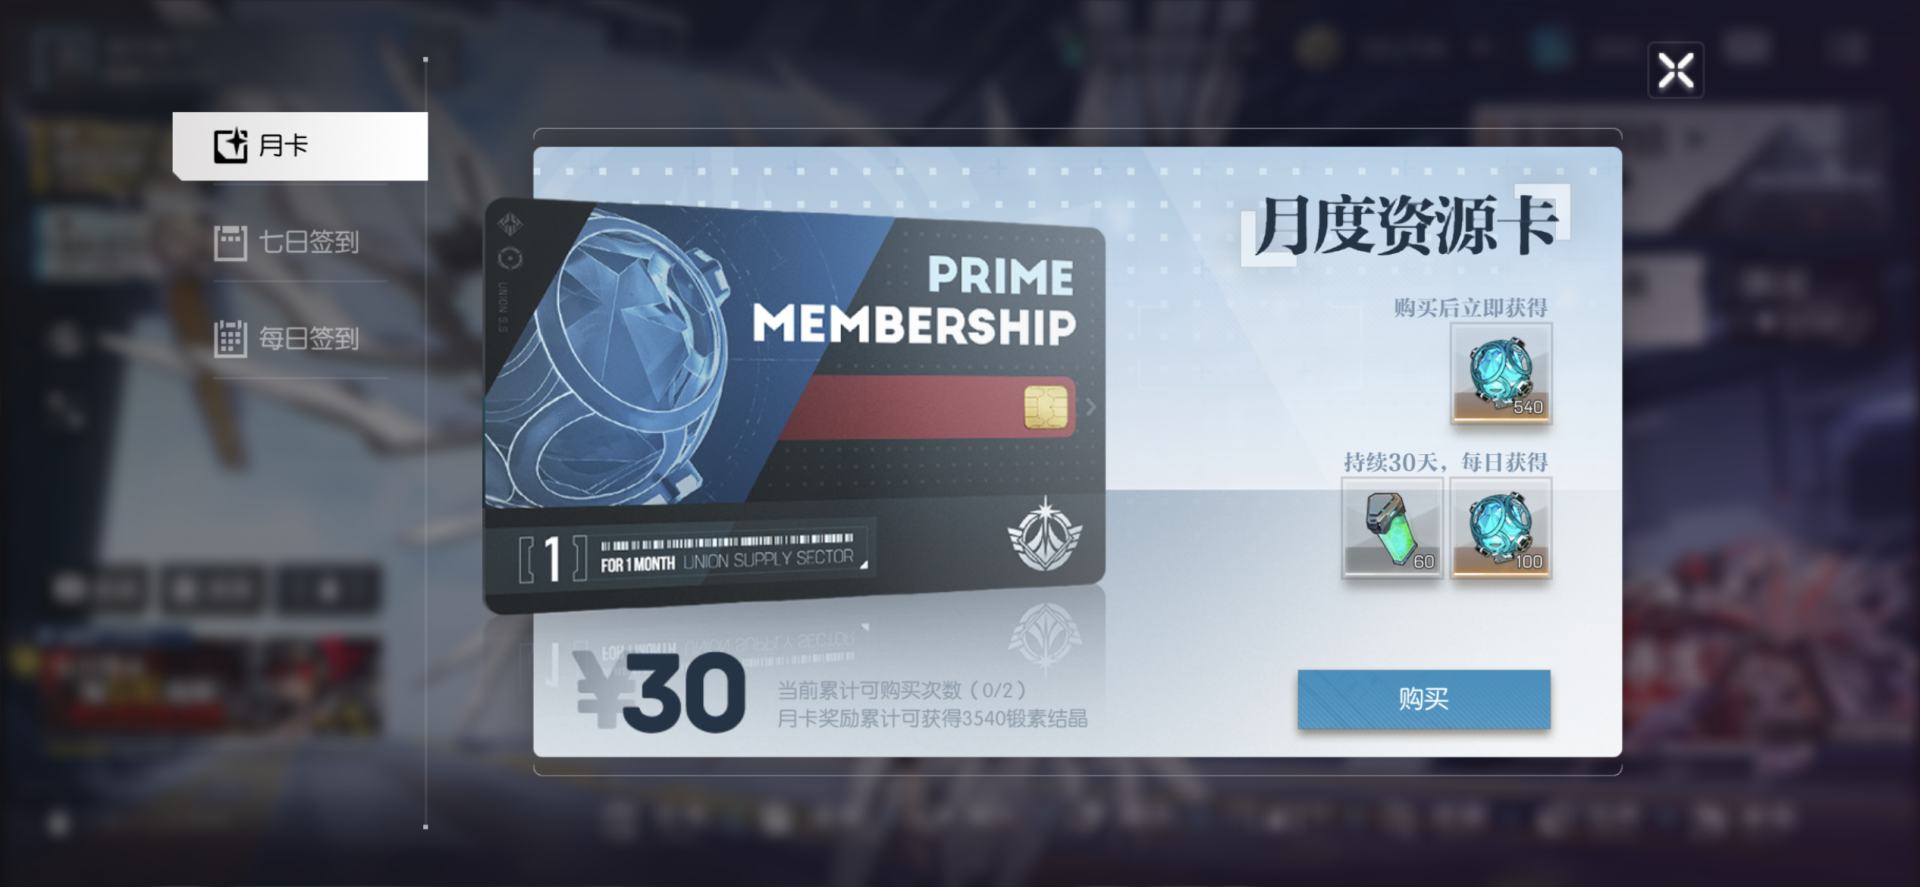 月卡
七日签到
每日签到
月度资源卡
购买后立即获得
540
持续30天，每日获得
60
100
PRIME
MEMBERSHIP
UNION S.S
[1]
FOR 1 MONTH UNION SUPPLY SECTOR
¥30
当前累计可购买次数（0/2）
月卡奖励累计可获得3540锻素结晶
购买